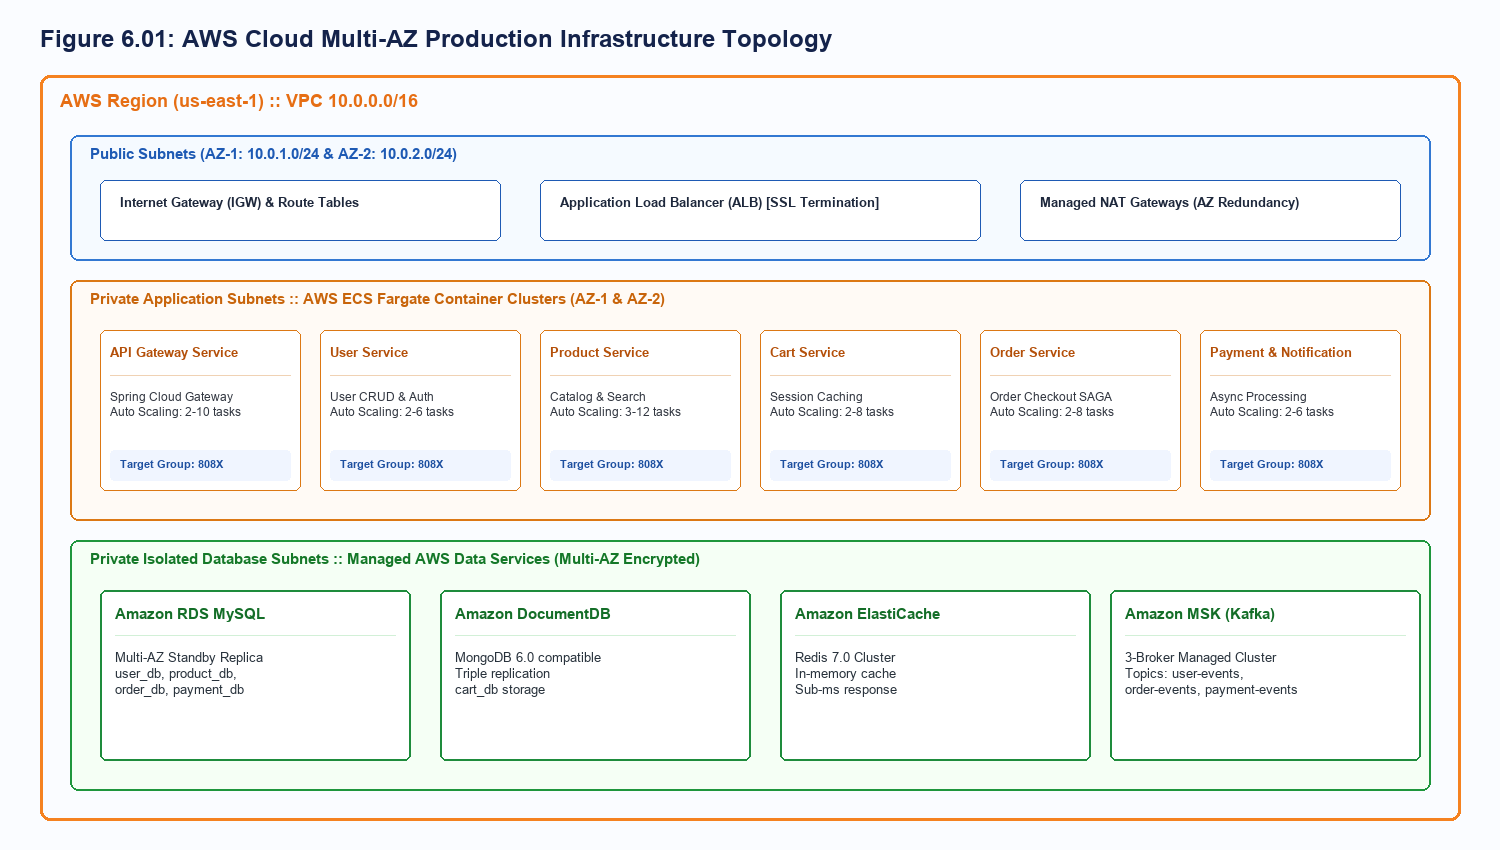 Figure 6.01: AWS Cloud Multi-AZ Production Infrastructure Topology
AWS Region (us-east-1) :: VPC 10.0.0.0/16
Public Subnets (AZ-1: 10.0.1.0/24 & AZ-2: 10.0.2.0/24)
Internet Gateway (IGW) & Route Tables
Application Load Balancer (ALB) [SSL Termination]
Managed NAT Gateways (AZ Redundancy)
Private Application Subnets :: AWS ECS Fargate Container Clusters (AZ-1 & AZ-2)
API Gateway Service
Spring Cloud Gateway
Auto Scaling: 2-10 tasks
Target Group: 808X
User Service
User CRUD & Auth
Auto Scaling: 2-6 tasks
Target Group: 808X
Product Service
Catalog & Search
Auto Scaling: 3-12 tasks
Target Group: 808X
Cart Service
Session Caching
Auto Scaling: 2-8 tasks
Target Group: 808X
Order Service
Order Checkout SAGA
Auto Scaling: 2-8 tasks
Target Group: 808X
Payment & Notification
Async Processing
Auto Scaling: 2-6 tasks
Target Group: 808X
Private Isolated Database Subnets :: Managed AWS Data Services (Multi-AZ Encrypted)
Amazon RDS MySQL
Multi-AZ Standby Replica
user_db, product_db,
order_db, payment_db
Amazon DocumentDB
MongoDB 6.0 compatible
Triple replication
cart_db storage
Amazon ElastiCache
Redis 7.0 Cluster
In-memory cache
Sub-ms response
Amazon MSK (Kafka)
3-Broker Managed Cluster
Topics: user-events,
order-events, payment-events